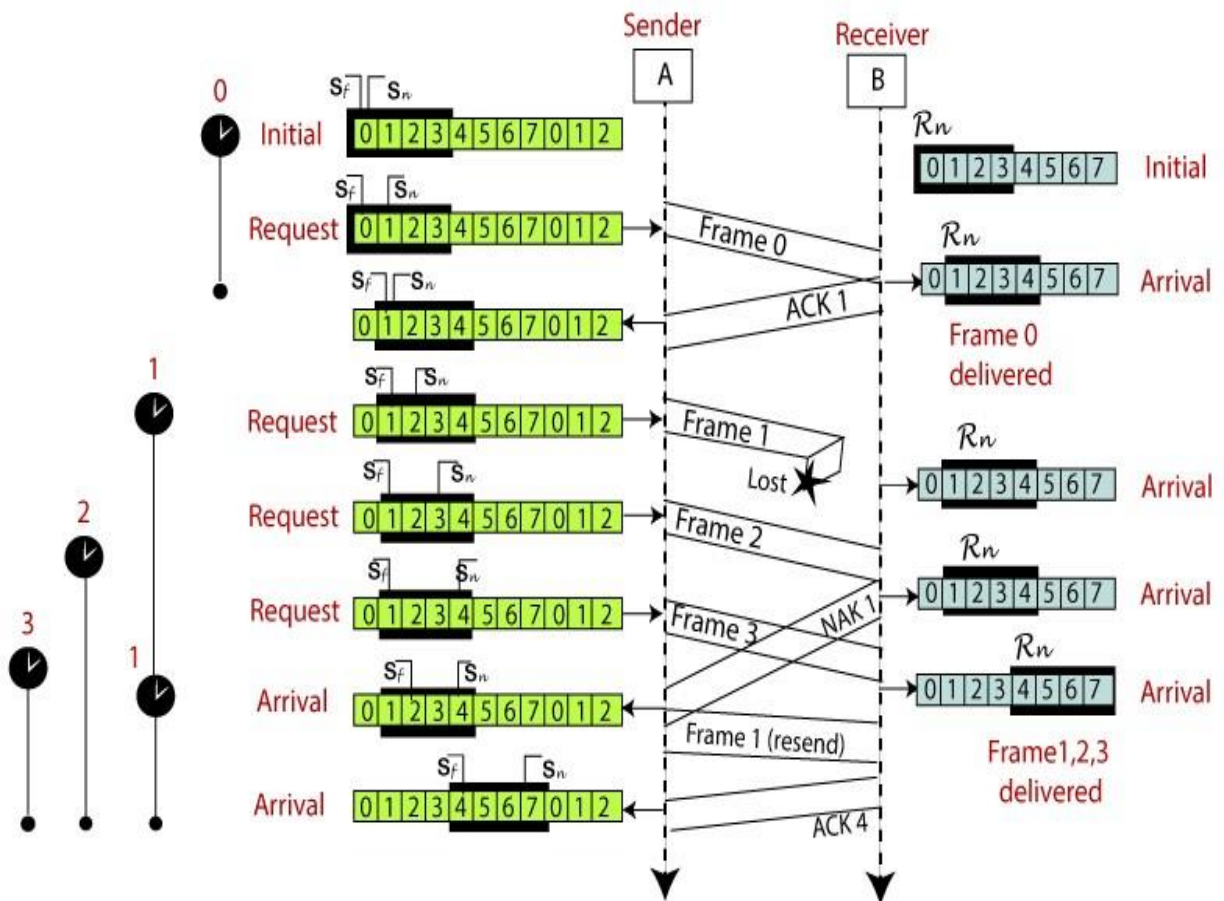 Sender
Receiver
A
B
0
Sf Sn
Initial
0 1 2 3 4 5 6 7 0 1 2
Rn
0 1 2 3 4 5 6 7
Initial
Sf Sn
Request
0 1 2 3 4 5 6 7 0 1 2
Frame 0
Rn
0 1 2 3 4 5 6 7
Arrival
Sf Sn
0 1 2 3 4 5 6 7 0 1 2
ACK 1
Frame 0
delivered
1
Sf Sn
Request
0 1 2 3 4 5 6 7 0 1 2
Frame 1
Lost
Rn
0 1 2 3 4 5 6 7
Arrival
2
Sf Sn
Request
0 1 2 3 4 5 6 7 0 1 2
Frame 2
Rn
0 1 2 3 4 5 6 7
Arrival
3
Sf Sn
Request
0 1 2 3 4 5 6 7 0 1 2
Frame 3
NAK 1
Rn
0 1 2 3 4 5 6 7
Arrival
1
Sf Sn
Arrival
0 1 2 3 4 5 6 7 0 1 2
Frame 1 (resend)
Frame1,2,3
delivered
Sf Sn
Arrival
0 1 2 3 4 5 6 7 0 1 2
ACK 4